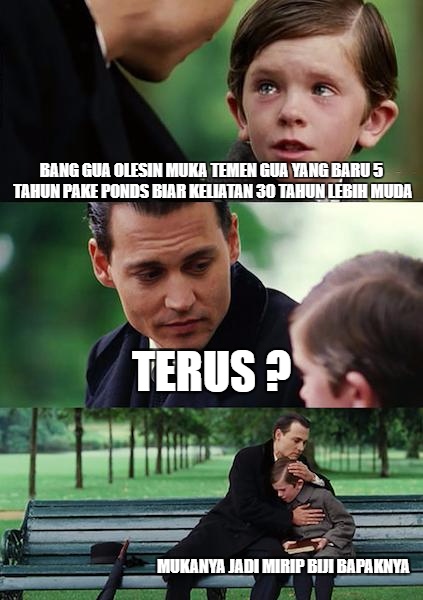 BANG GUA OLESIN MUKA TEMEN GUA YANG BARU 5
TAHUN PAKE PONDS BIAR KELIATAN 30 TAHUN LEBIH MUDA
TERUS ?
MUKANYA JADI MIRIP BIJI BAPAKNYA